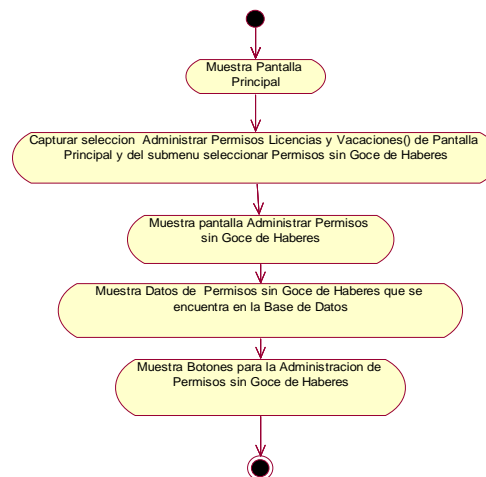 Muestra Pantalla
Principal
Capturar seleccion  Administrar Permisos Licencias y Vacaciones() de Pantalla
Principal y del submenu seleccionar Permisos sin Goce de Haberes
Muestra pantalla Administrar Permisos
sin Goce de Haberes
Muestra Datos de  Permisos sin Goce de Haberes que se
encuentra en la Base de Datos
Muestra Botones para la Administracion de
Permisos sin Goce de Haberes